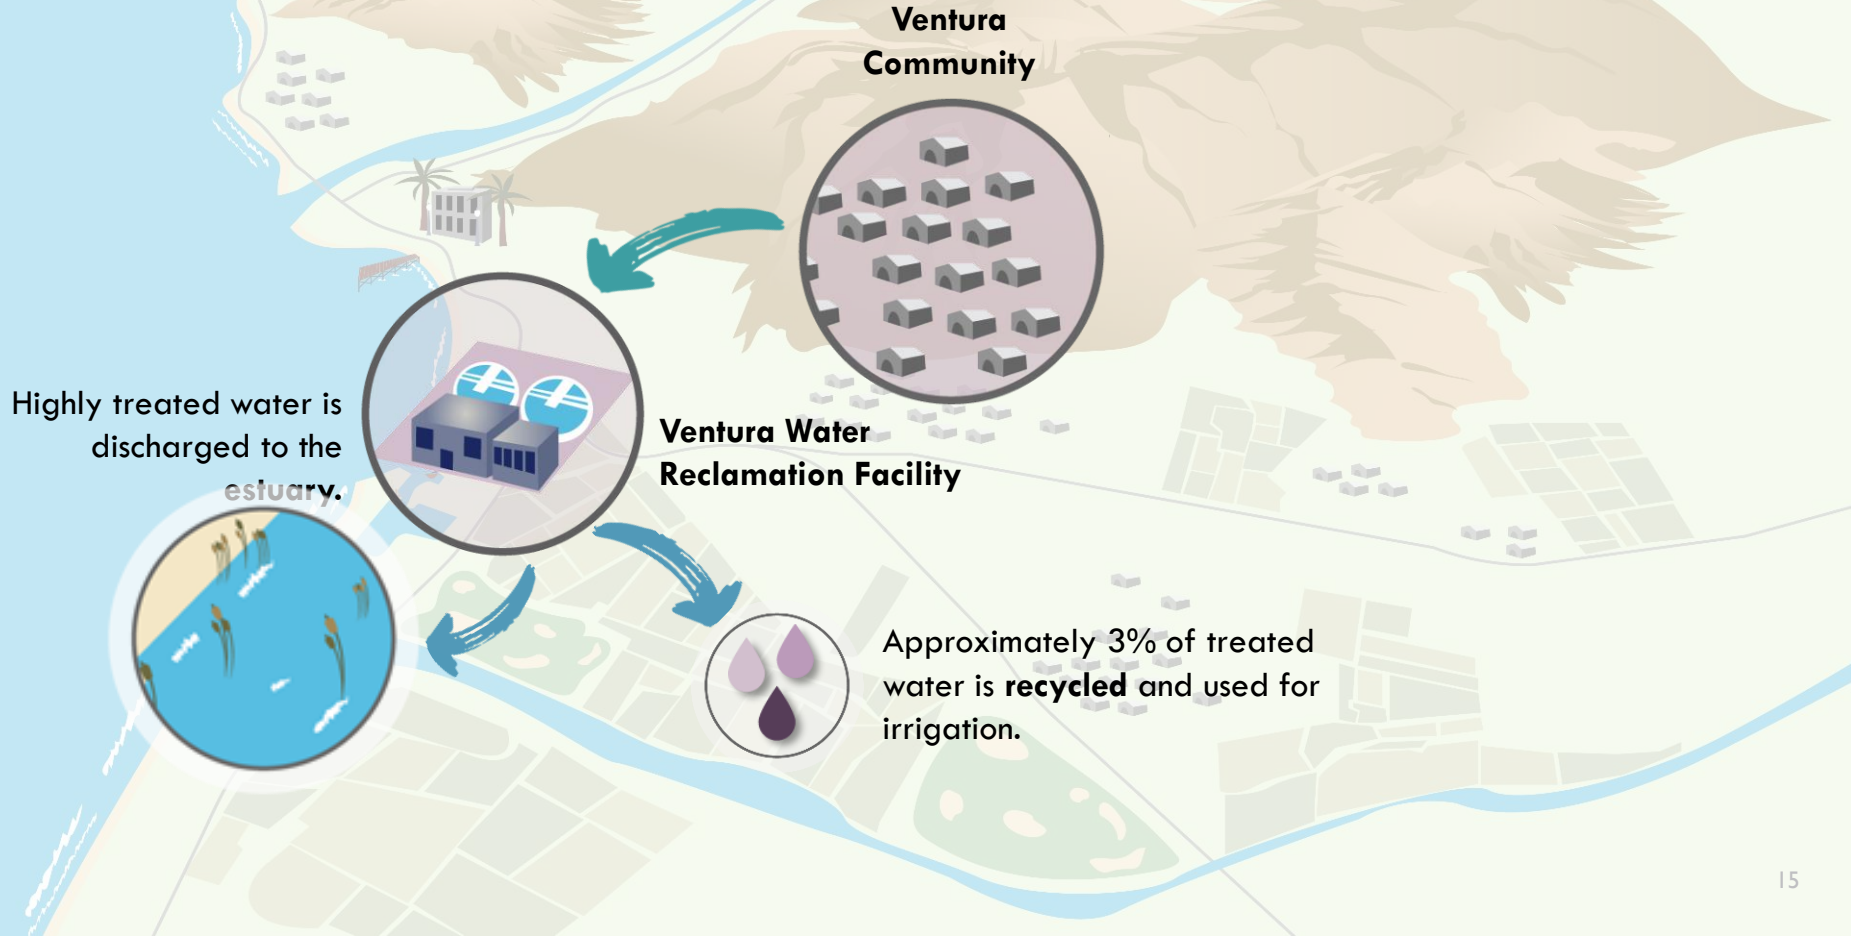 Ventura
Community
Highly treated water is
discharged to the
estuary.
Ventura Water
Reclamation Facility
Approximately 3% of treated
water is recycled and used for
irrigation.
15